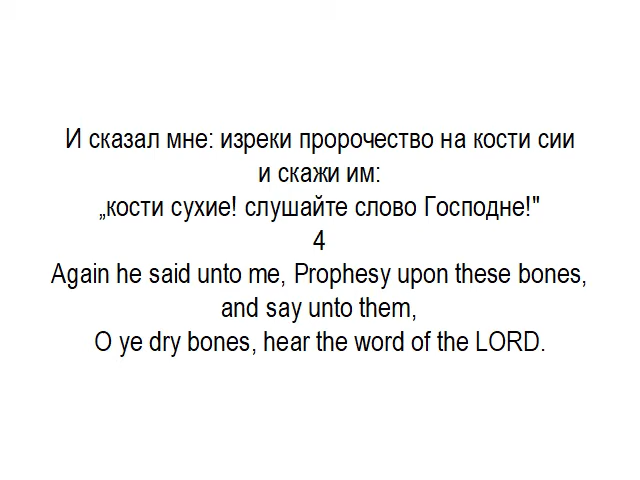 И сказал мне: изреки пророчество на кости сии
и скажи им:
„кости сухие! слушайте слово Господне!"
4
Again he said unto me, Prophesy upon these bones,
and say unto them,
O ye dry bones, hear the word of the LORD.